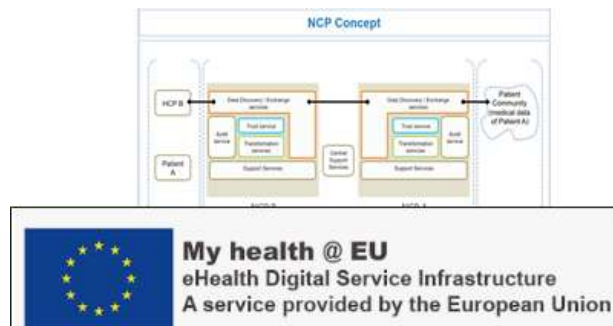 NCP Concept
HCP B
Data Discovery / Exchange
services
Trust service
Audit
service
Transformation
services
Support Services
Central
Support
Services
Data Discovery / Exchange
services
Trust service
Transformation
services
Audit
service
Support Services
Patient
Community
(medical data
of Patient A)
Patient
A
My health @ EU
eHealth Digital Service Infrastructure
A service provided by the European Union